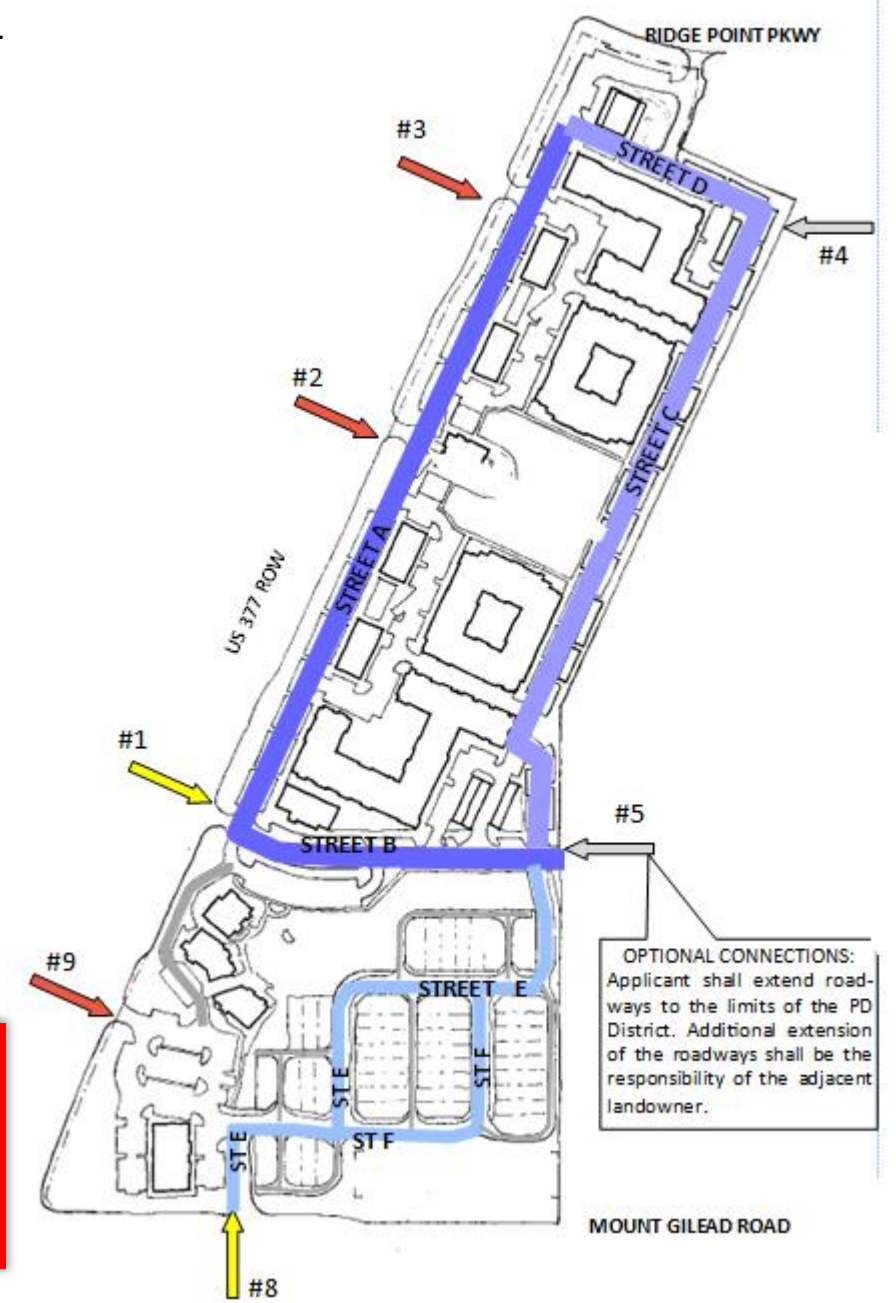 RIDGE POINT PKWY
#3
STREET D
#4
#2
STREET C
STREET A
US 377 ROW
#1
#5
STREET B
OPTIONAL CONNECTIONS:
Applicant shall extend road-
ways to the limits of the PD
District. Additional extension
of the roadways shall be the
responsibility of the adjacent
landowner.
#9
STREET E
ST E
ST F
ST E
ST F
MOUNT GILEAD ROAD
#8